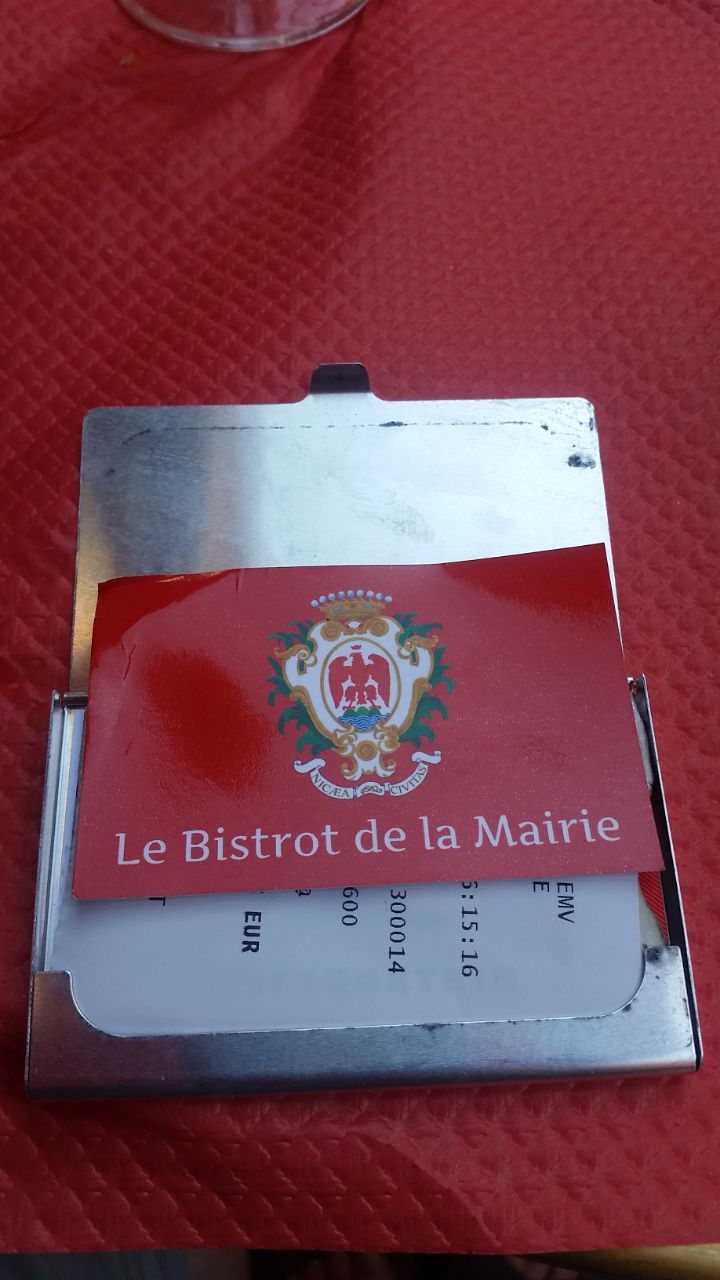 NICÆA CIVITAS
Le Bistrot de la Mairie
EMV
E
6:15:16
300014
600
EUR
T